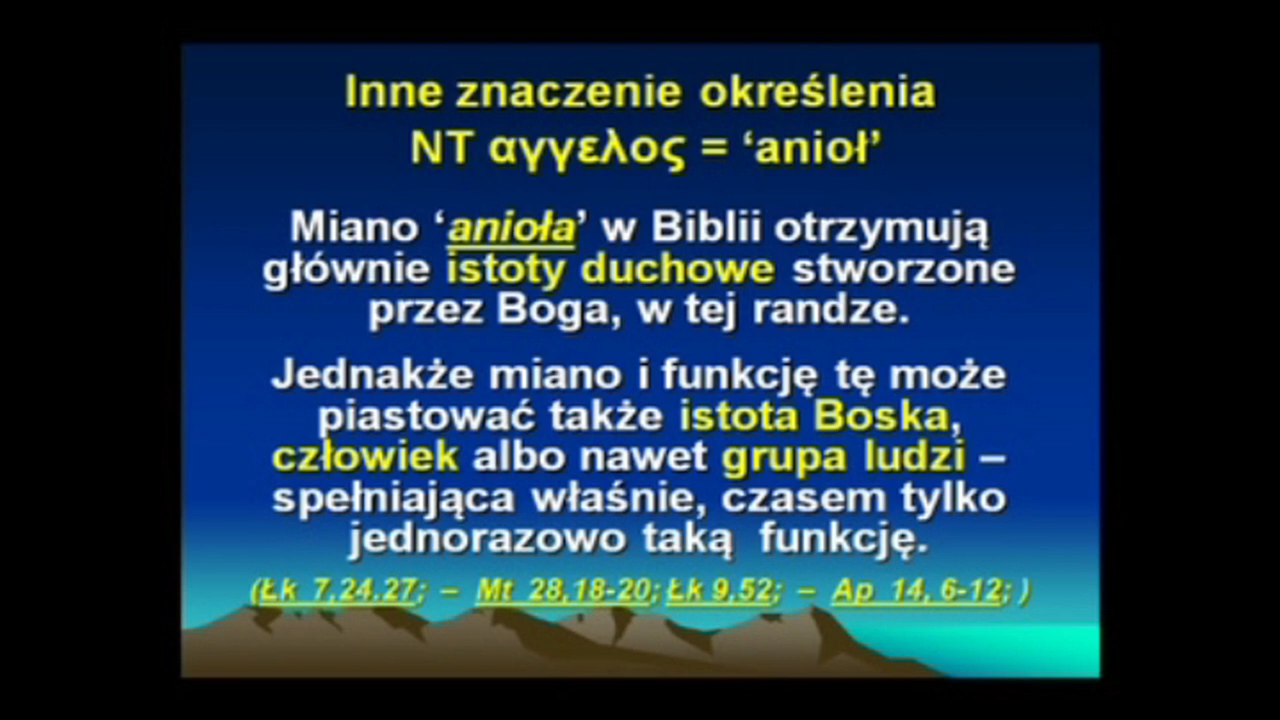 Inne znaczenie określenia
NT αγγελος = ‘anioł’
Miano ‘anioła’ w Biblii otrzymują
głównie istoty duchowe stworzone
przez Boga, w tej randze.
Jednakże miano i funkcję tę może
piastować także istota Boska,
człowiek albo nawet grupa ludzi –
spełniająca właśnie, czasem tylko
jednorazowo taką funkcję.
(Łk 7,24.27; – Mt 28,18-20; Łk 9,52; – Ap 14, 6-12; )